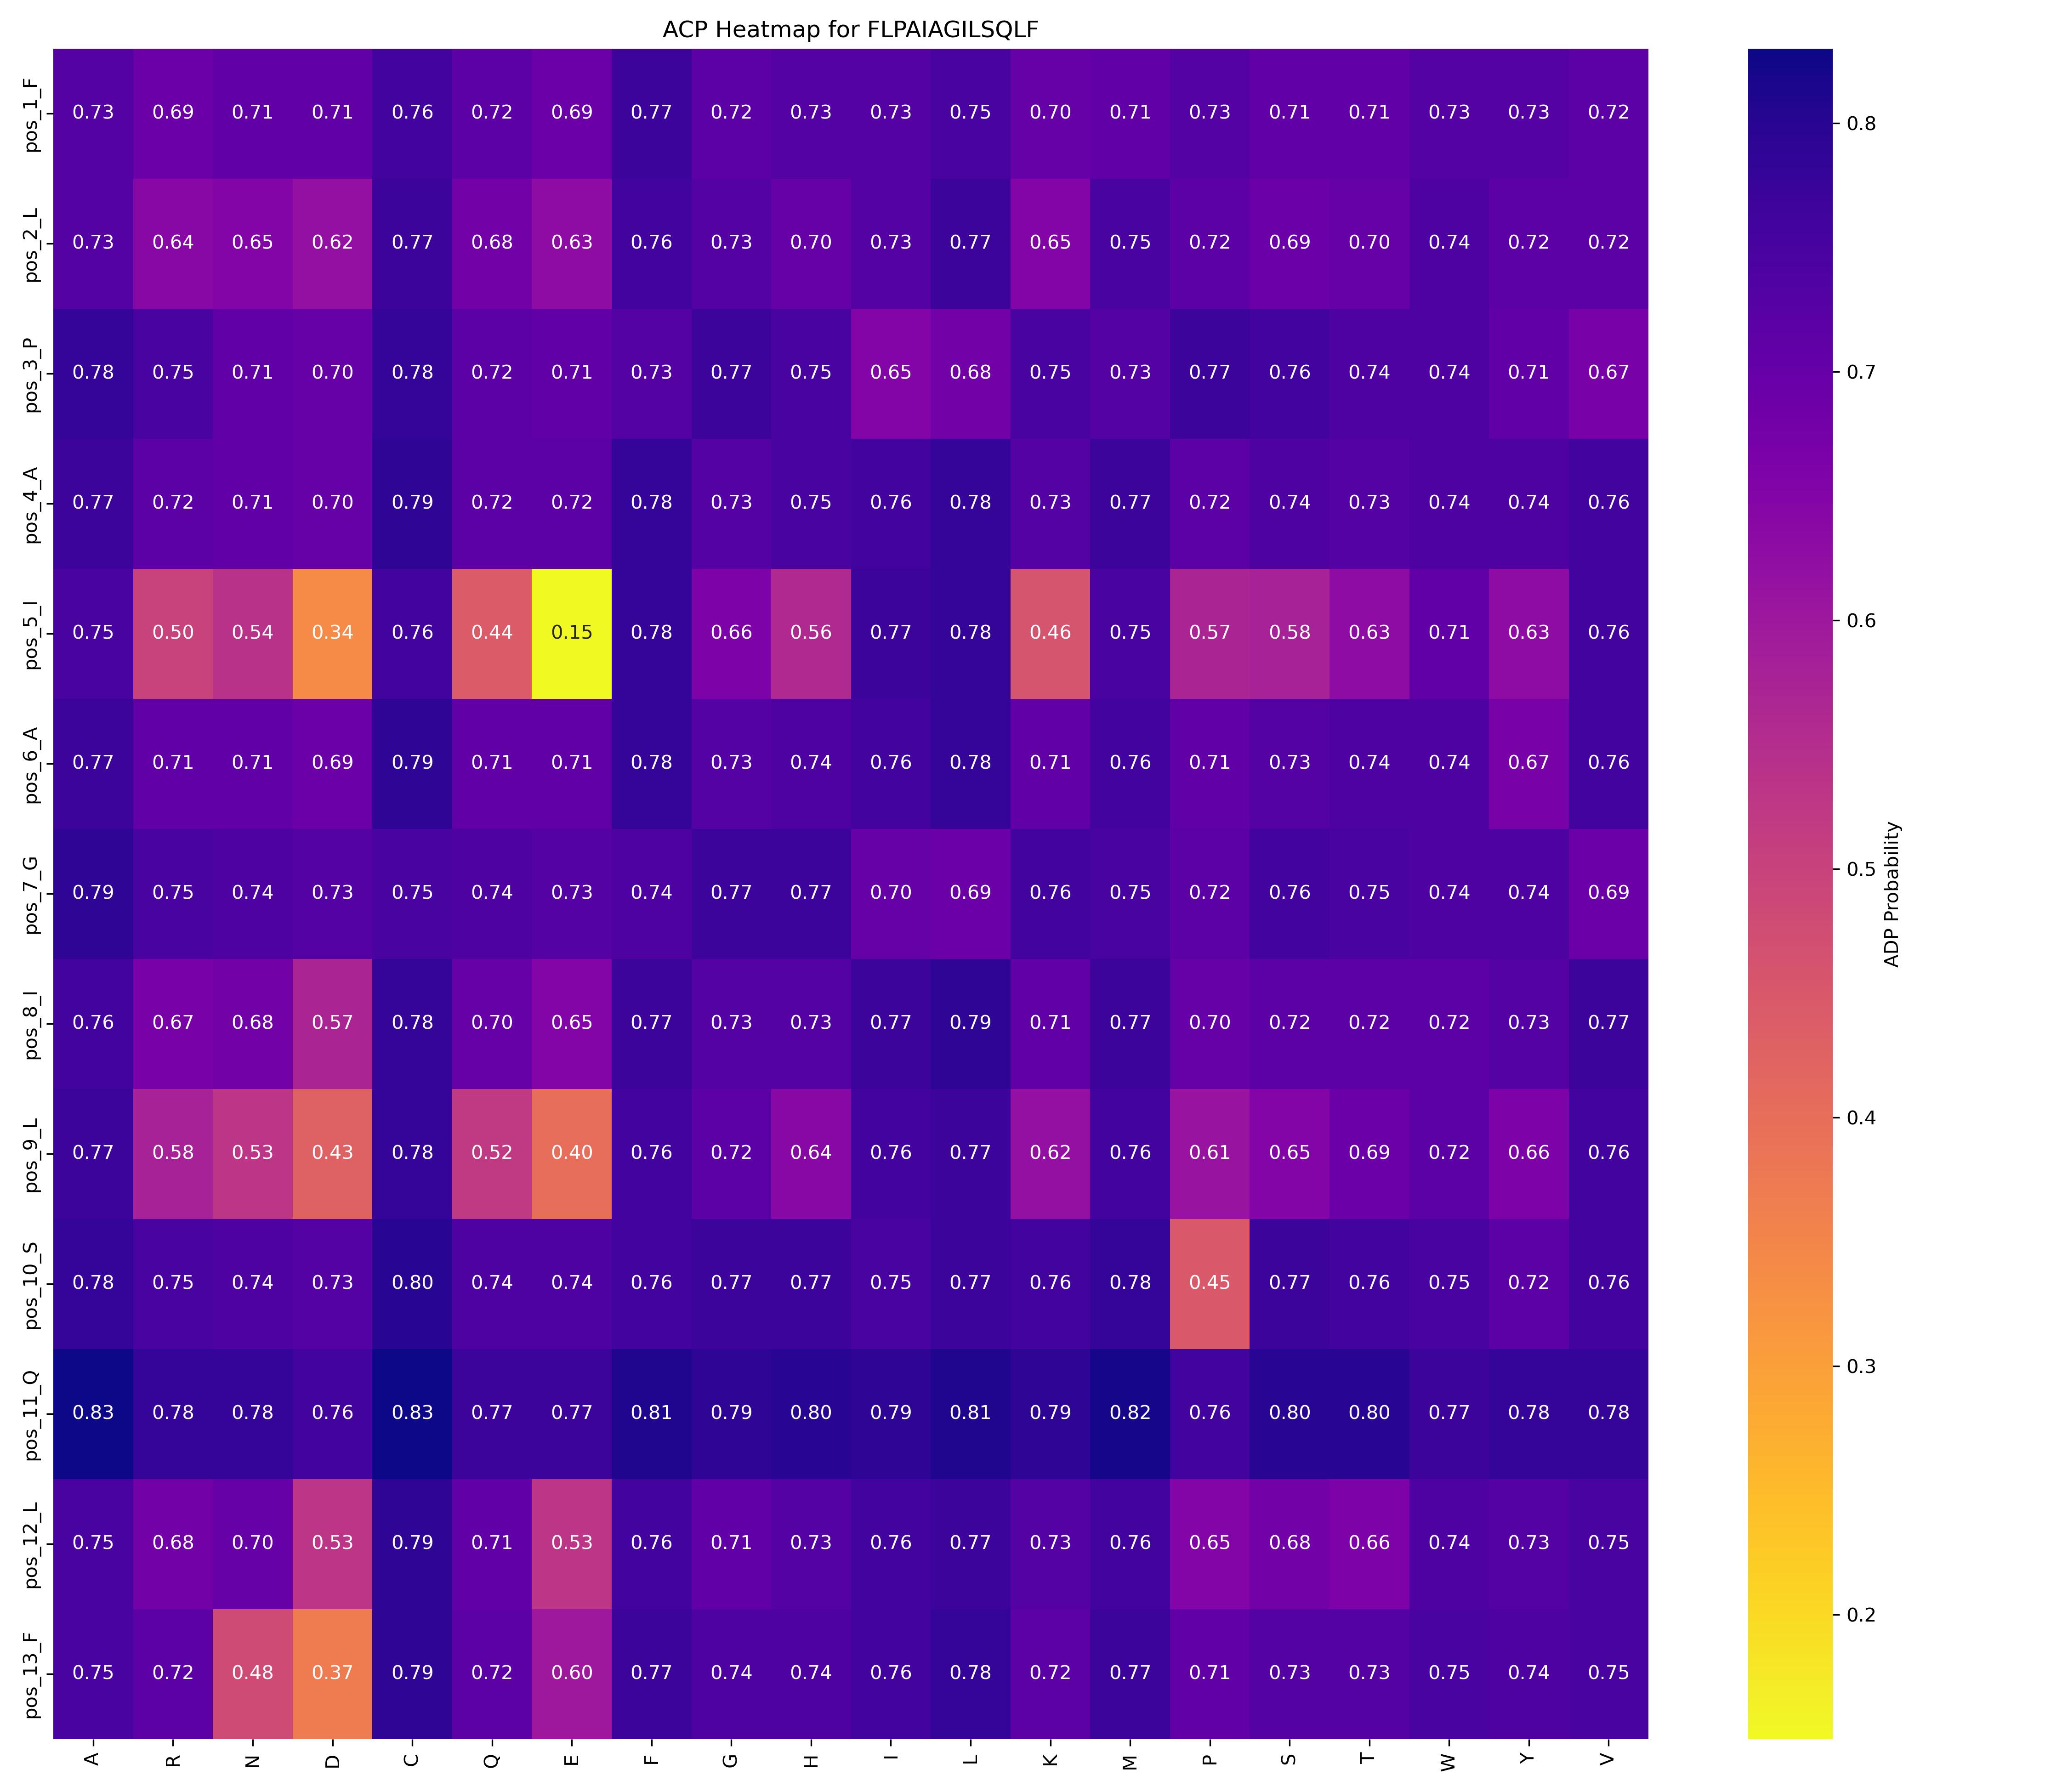 ACP Heatmap for FLPAIAGILSQLF
pos_1_F 0.73 0.69 0.71 0.71 0.76 0.72 0.69 0.77 0.72 0.73 0.73 0.75 0.70 0.71 0.73 0.71 0.71 0.73 0.73 0.72
pos_2_L 0.73 0.64 0.65 0.62 0.77 0.68 0.63 0.76 0.73 0.70 0.73 0.77 0.65 0.75 0.72 0.69 0.70 0.74 0.72 0.72
pos_3_P 0.78 0.75 0.71 0.70 0.78 0.72 0.71 0.73 0.77 0.75 0.65 0.68 0.75 0.73 0.77 0.76 0.74 0.74 0.71 0.67
pos_4_A 0.77 0.72 0.71 0.70 0.79 0.72 0.72 0.78 0.73 0.75 0.76 0.78 0.73 0.77 0.72 0.74 0.73 0.74 0.74 0.76
pos_5_I 0.75 0.50 0.54 0.34 0.76 0.44 0.15 0.78 0.66 0.56 0.77 0.78 0.46 0.75 0.57 0.58 0.63 0.71 0.63 0.76
pos_6_A 0.77 0.71 0.71 0.69 0.79 0.71 0.71 0.78 0.73 0.74 0.76 0.78 0.71 0.76 0.71 0.73 0.74 0.74 0.67 0.76
pos_7_G 0.79 0.75 0.74 0.73 0.75 0.74 0.73 0.74 0.77 0.77 0.70 0.69 0.76 0.75 0.72 0.76 0.75 0.74 0.74 0.69
pos_8_I 0.76 0.67 0.68 0.57 0.78 0.70 0.65 0.77 0.73 0.73 0.77 0.79 0.71 0.77 0.70 0.72 0.72 0.72 0.73 0.77
pos_9_L 0.77 0.58 0.53 0.43 0.78 0.52 0.40 0.76 0.72 0.64 0.76 0.77 0.62 0.76 0.61 0.65 0.69 0.72 0.66 0.76
pos_10_S 0.78 0.75 0.74 0.73 0.80 0.74 0.74 0.76 0.77 0.77 0.75 0.77 0.76 0.78 0.45 0.77 0.76 0.75 0.72 0.76
pos_11_Q 0.83 0.78 0.78 0.76 0.83 0.77 0.77 0.81 0.79 0.80 0.79 0.81 0.79 0.82 0.76 0.80 0.80 0.77 0.78 0.78
pos_12_L 0.75 0.68 0.70 0.53 0.79 0.71 0.53 0.76 0.71 0.73 0.76 0.77 0.73 0.76 0.65 0.68 0.66 0.74 0.73 0.75
pos_13_F 0.75 0.72 0.48 0.37 0.79 0.72 0.60 0.77 0.74 0.74 0.76 0.78 0.72 0.77 0.71 0.73 0.73 0.75 0.74 0.75
A R N D C Q E F G H I L K M P S T W Y V
0.8
0.7
0.6
0.5
0.4
0.3
0.2
ADP Probability